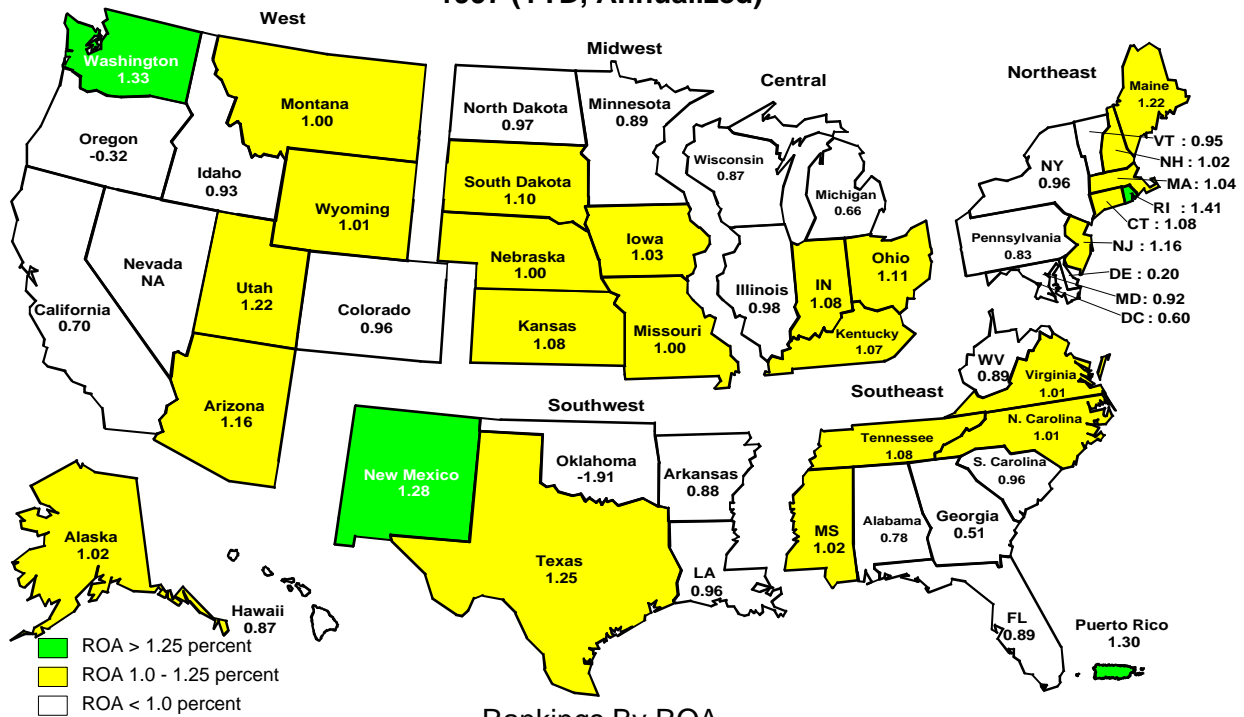 1997 (YTD, Annualized)
West
Midwest
Central
Northeast
Washington
1.33
Montana
1.00
North Dakota
0.97
Minnesota
0.89
Maine
1.22
Oregon
-0.32
Idaho
0.93
Wyoming
1.01
South Dakota
1.10
Wisconsin
0.87
Michigan
0.66
NY
0.96
VT : 0.95
NH : 1.02
MA : 1.04
RI : 1.41
CT : 1.08
NJ : 1.16
DE : 0.20
MD: 0.92
DC : 0.60
Pennsylvania
0.83
Nevada
NA
Utah
1.22
California
0.70
Colorado
0.96
Nebraska
1.00
Iowa
1.03
Kansas
1.08
Missouri
1.00
Illinois
0.98
IN
1.08
Ohio
1.11
Kentucky
1.07
WV
0.89
Virginia
1.01
Southwest
Southeast
Arizona
1.16
New Mexico
1.28
Oklahoma
-1.91
Arkansas
0.88
Tennessee
1.08
N. Carolina
1.01
S. Carolina
0.96
Alaska
1.02
Texas
1.25
LA
0.96
MS
1.02
Alabama
0.78
Georgia
0.51
FL
0.89
Hawaii
0.87
Puerto Rico
1.30
ROA > 1.25 percent
ROA 1.0 - 1.25 percent
ROA < 1.0 percent
Rankings By ROA